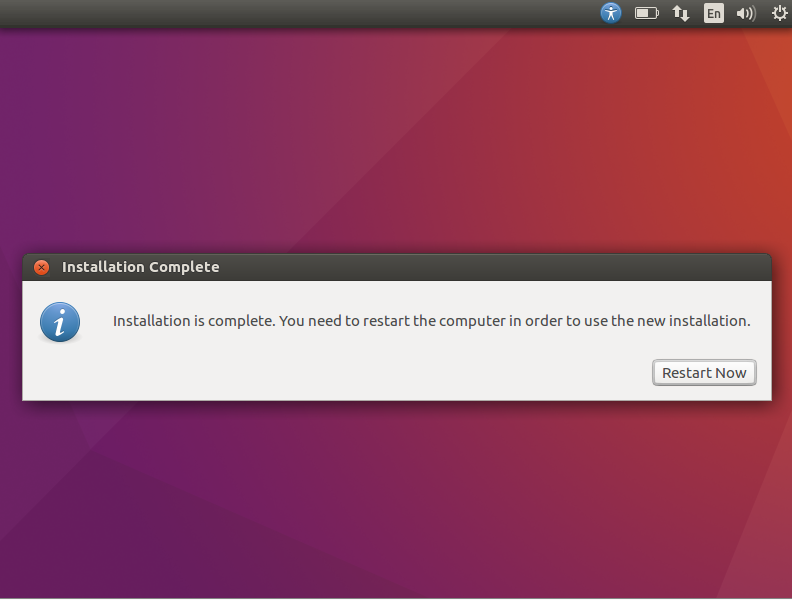 En
Installation Complete
Installation is complete. You need to restart the computer in order to use the new installation.
Restart Now